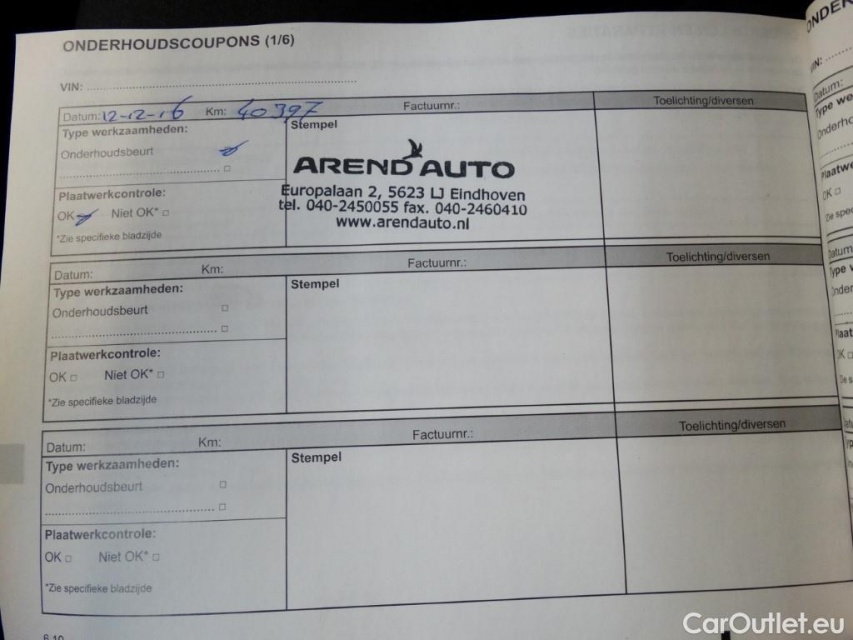 ONDERHOUDSCOUPONS (1/6)
VIN:
Datum: 12-12-16 Km: 40397 Factuurnr.: Toelichting/diversen
Type werkzaamheden:
Onderhoudsbeurt
Plaatwerkcontrole:
OK Niet OK*
*Zie specifieke bladzijde
Stempel
AREND AUTO
Europalaan 2, 5623 LJ Eindhoven
tel. 040-2450055 fax. 040-2460410
www.arendauto.nl
Datum: Km: Factuurnr.: Toelichting/diversen
Type werkzaamheden:
Onderhoudsbeurt
Plaatwerkcontrole:
OK Niet OK*
*Zie specifieke bladzijde
Stempel
Datum: Km: Factuurnr.: Toelichting/diversen
Type werkzaamheden:
Onderhoudsbeurt
Plaatwerkcontrole:
OK Niet OK*
*Zie specifieke bladzijde
Stempel
CarOutlet.eu